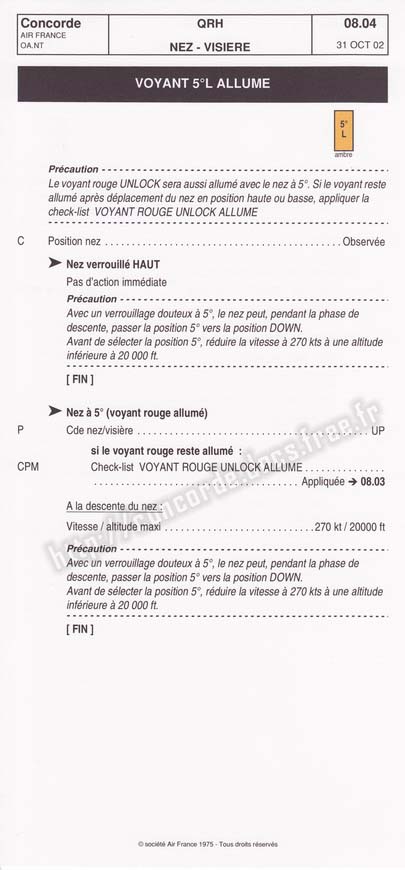 Concorde QRH 08.04
AIR FRANCE
OA.NT NEZ - VISIERE 31 OCT 02
VOYANT 5°L ALLUME
5°
L
ambre
Précaution
Le voyant rouge UNLOCK sera aussi allumé avec le nez à 5°. Si le voyant reste
allumé après déplacement du nez en position haute ou basse, appliquer la
check-list VOYANT ROUGE UNLOCK ALLUME
C Position nez ........................................ Observée
➤ Nez verrouillé HAUT
Pas d'action immédiate
Précaution
Avec un verrouillage douteux à 5°, le nez peut, pendant la phase de
descente, passer la position 5° vers la position DOWN.
Avant de sélecter la position 5°, réduire la vitesse à 270 kts à une altitude
inférieure à 20 000 ft.
[ FIN ]
➤ Nez à 5° (voyant rouge allumé)
P Cde nez/visière ........................................ UP
si le voyant rouge reste allumé :
CPM Check-list VOYANT ROUGE UNLOCK ALLUME ..............
................................... Appliquée ➔ 08.03
A la descente du nez :
Vitesse / altitude maxi .......................... 270 kt / 20000 ft
Précaution
Avec un verrouillage douteux à 5°, le nez peut, pendant la phase de
descente, passer la position 5° vers la position DOWN.
Avant de sélecter la position 5°, réduire la vitesse à 270 kts à une altitude
inférieure à 20 000 ft.
[ FIN ]
http://concordescopia.free.fr
© société Air France 1975 - Tous droits réservés